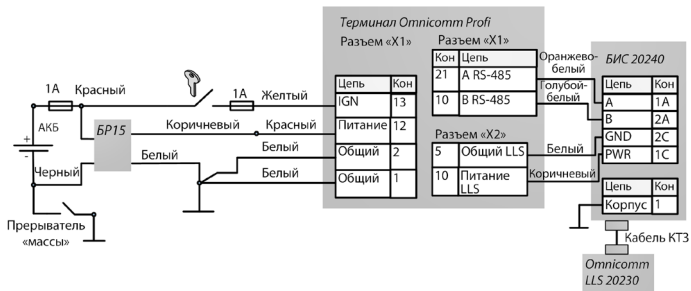 Терминал Omnicomm Profi
Разъем «X1»
Цепь Кон
IGN 13
Питание 12
Общий 2
Общий 1
Разъем «X1»
Кон Цепь
21 A RS-485
10 B RS-485
Разъем «X2»
5 Общий LLS
10 Питание LLS
Оранжево-
белый
Голубой-
белый
Белый
Коричневый
БИС 20240
Цепь Кон
A 1A
B 2A
GND 2C
PWR 1C
Цепь Кон
Корпус 1
Кабель КТЗ
Omnicomm
LLS 20230
1А
Красный
1А
Желтый
+
АКБ
-
БР15
Коричневый
Красный
Белый
Белый
Белый
Черный
Прерыватель
«массы»